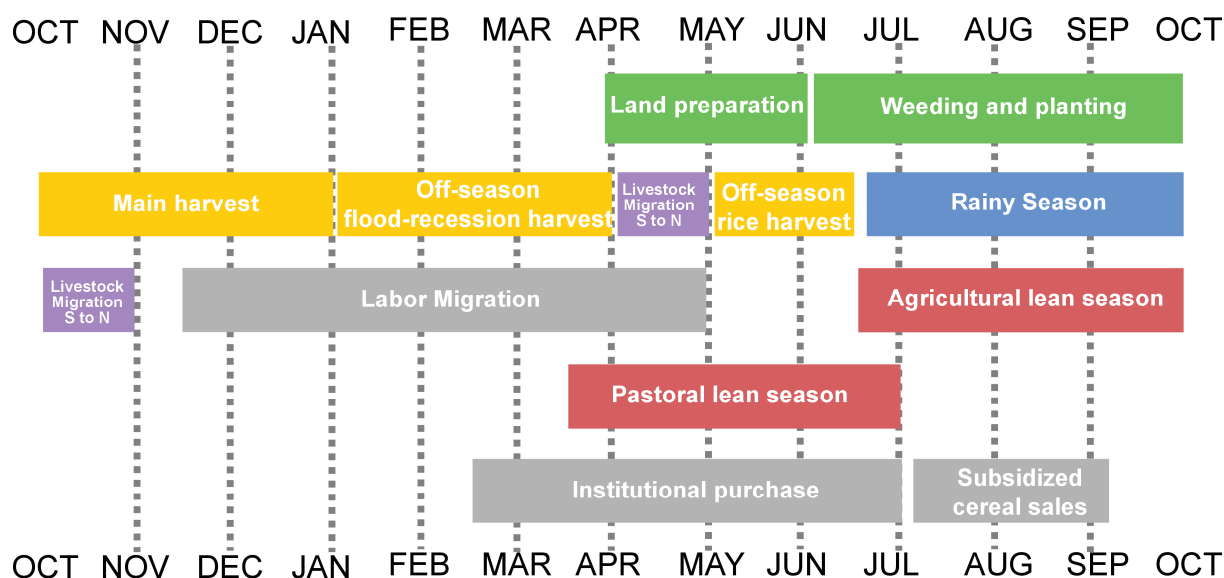 OCT NOV DEC JAN FEB MAR APR MAY JUN JUL AUG SEP OCT
Land preparation
Weeding and planting
Main harvest
Off-season
flood-recession harvest
Livestock
Migration
S to N
Off-season
rice harvest
Rainy Season
Livestock
Migration
S to N
Labor Migration
Agricultural lean season
Pastoral lean season
Institutional purchase
Subsidized
cereal sales
OCT NOV DEC JAN FEB MAR APR MAY JUN JUL AUG SEP OCT